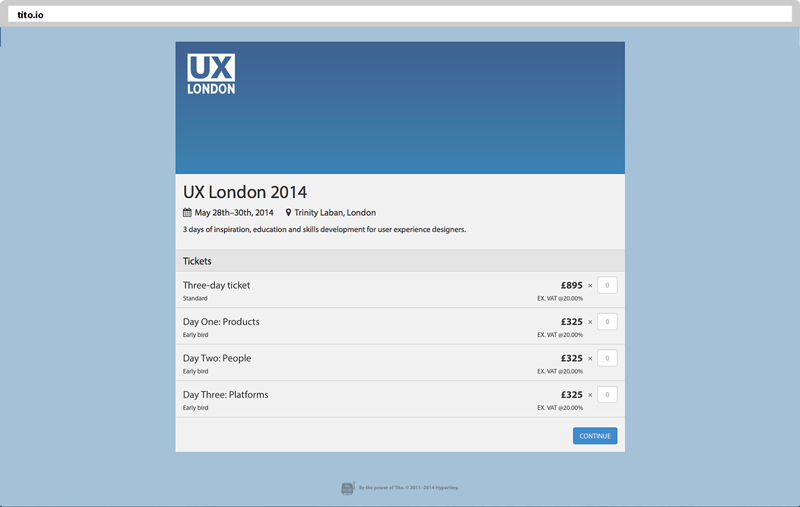 tito.io
UX
LONDON
UX London 2014
May 28th–30th, 2014 Trinity Laban, London
3 days of inspiration, education and skills development for user experience designers.
Tickets
Three-day ticket £895 × 0
Standard EX. VAT @20.00%
Day One: Products £325 × 0
Early bird EX. VAT @20.00%
Day Two: People £325 × 0
Early bird EX. VAT @20.00%
Day Three: Platforms £325 × 0
Early bird EX. VAT @20.00%
CONTINUE
By the power of Tito. © 2011–2014 Hypertiny.